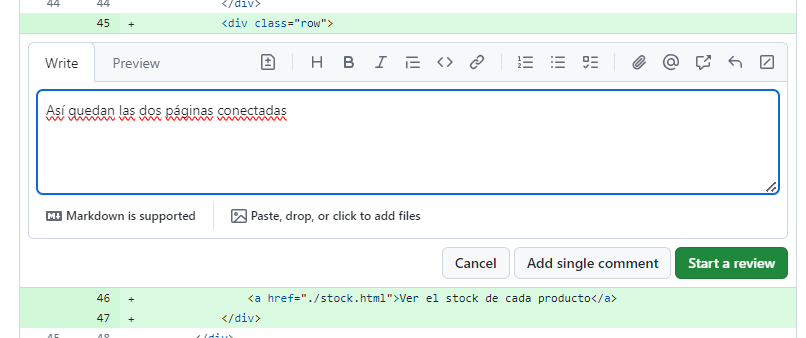 44 44 </div>
45 + <div class="row">
Write Preview
Así quedan las dos páginas conectadas
Markdown is supported Paste, drop, or click to add files
Cancel Add single comment Start a review
46 + <a href="./stock.html">Ver el stock de cada producto</a>
47 + </div>
45 48 </div>